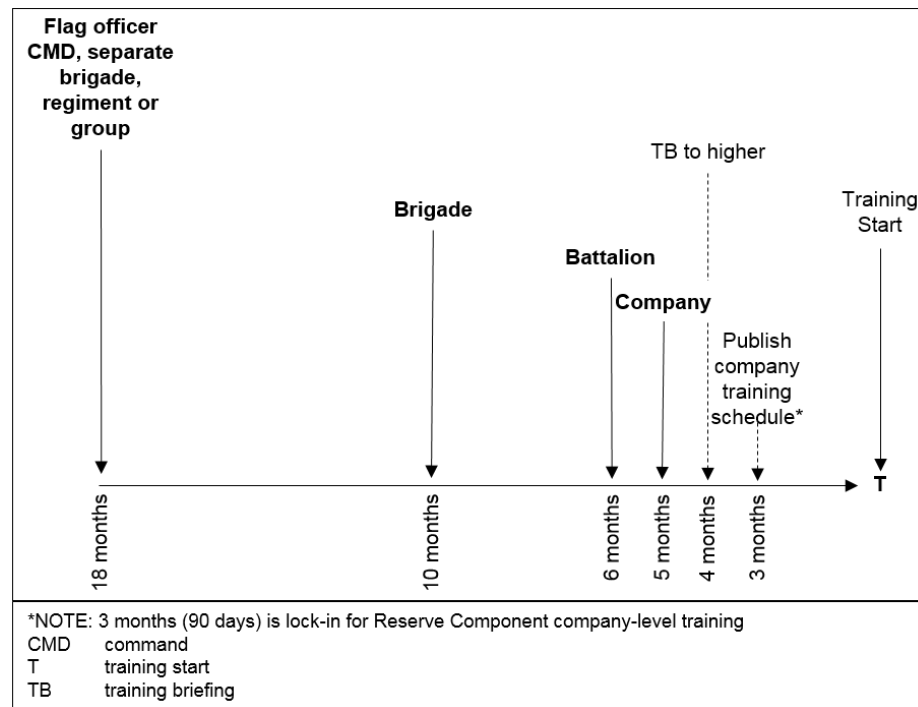 Flag officer
CMD, separate
brigade,
regiment or
group
Brigade
Battalion
Company
TB to higher
Publish
company
training
schedule*
Training
Start
T
18 months
10 months
6 months
5 months
4 months
3 months
*NOTE: 3 months (90 days) is lock-in for Reserve Component company-level training
CMD command
T training start
TB training briefing